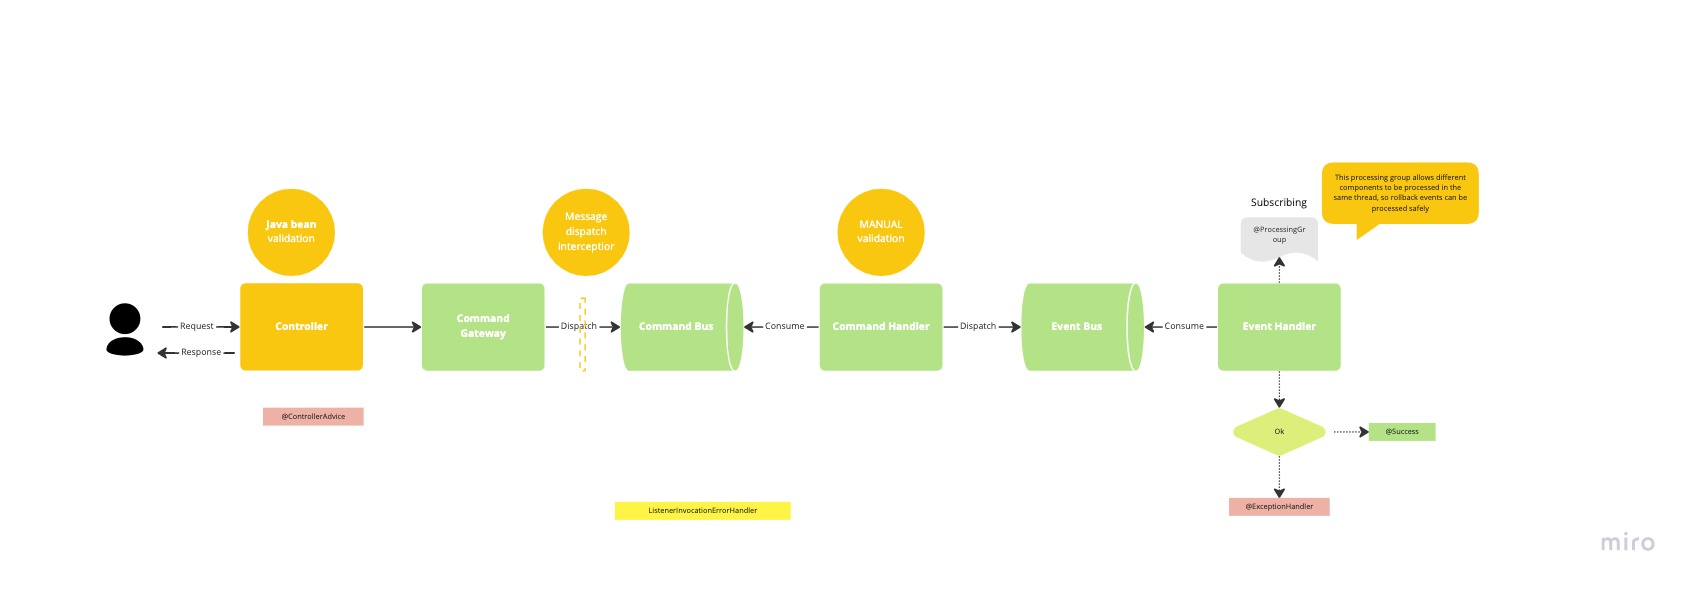 This processing group allows different
components to be processed in the
same thread, so rollback events can be
processed safely
Subscribing
@ProcessingGr
oup
Java bean
validation
Message
dispatch
interceptior
MANUAL
validation
Request
Response
Controller
Command
Gateway
Dispatch
Command Bus
Consume
Command Handler
Dispatch
Event Bus
Consume
Event Handler
@ControllerAdvice
Ok
@Success
ListenerInvocationErrorHandler
@ExceptionHandler
miro